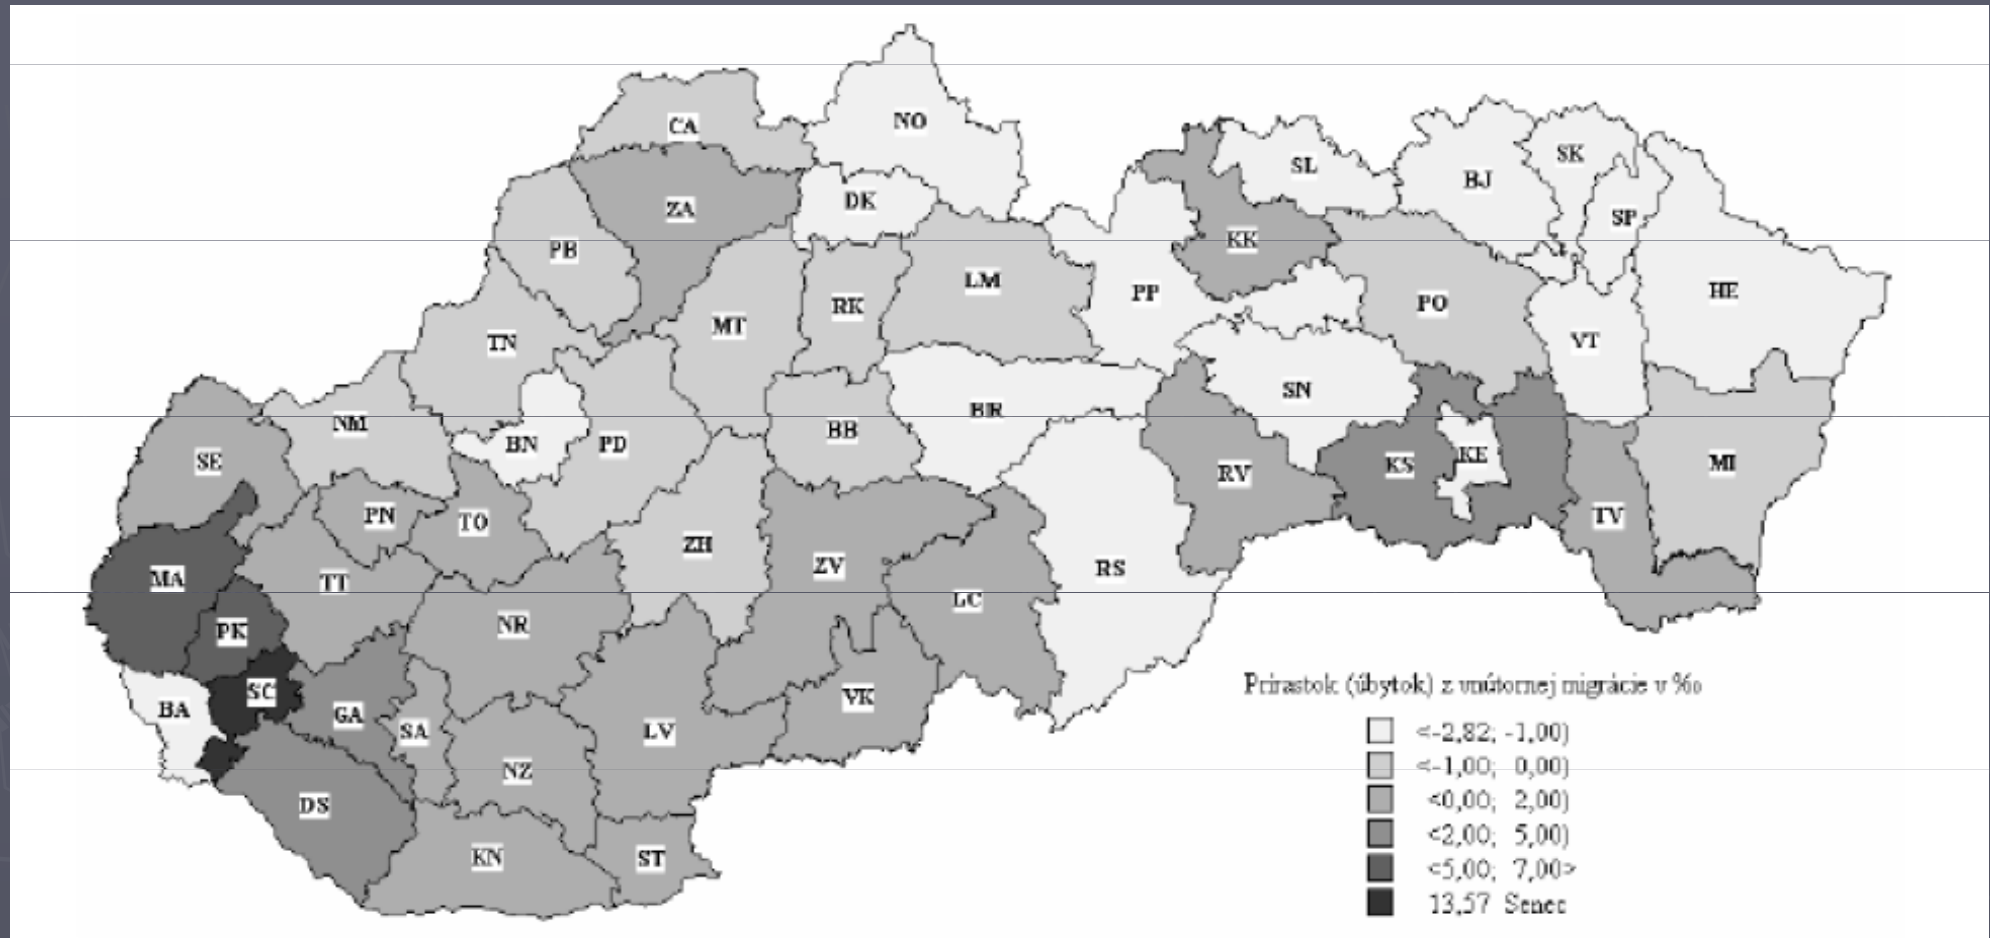 NO
CA
SK
SL
BJ
DK
ZA
SP
KK
PB
LM
HE
PP
PO
RK
MT
VT
TN
SN
BR
NM
BB
BN
PD
KE
SE
KS
MI
RV
PN
TO
TV
ZH
ZV
RS
MA
TT
LC
NR
PK
SC
VK
BA
GA
SA
LV
NZ
DS
KN
ST
Prírastok (úbytok) z vnútornej migrácie v ‰
<-2,82; -1,00)
<-1,00; 0,00)
<0,00; 2,00)
<2,00; 5,00)
<5,00; 7,00>
13,57 Senec